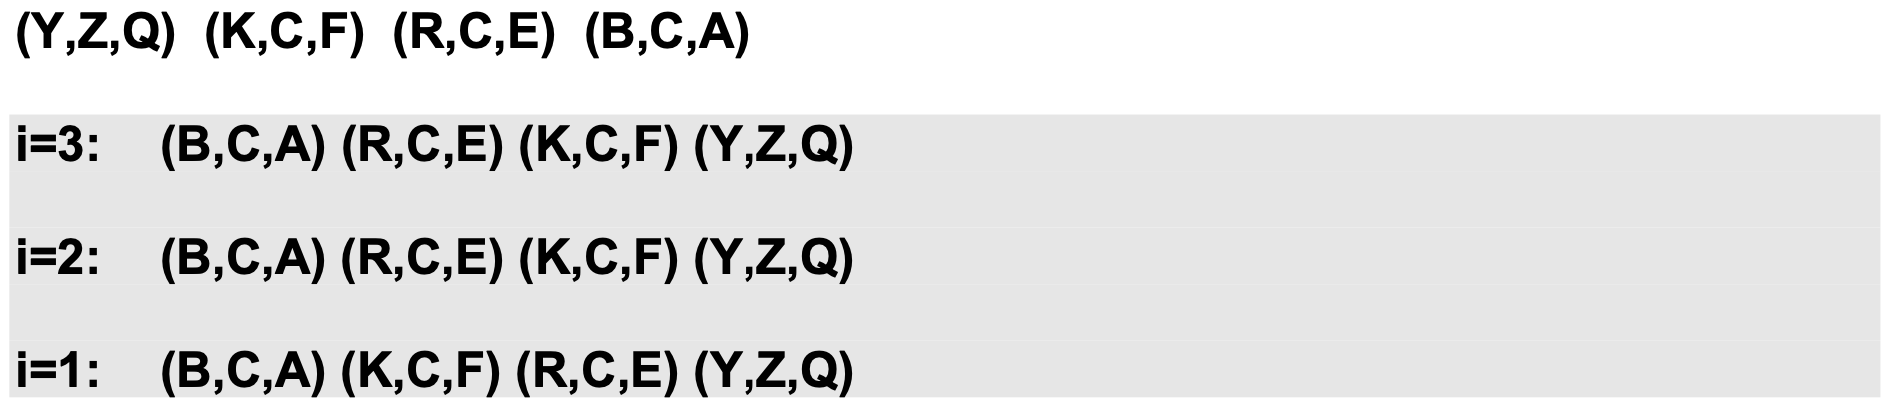 (Y,Z,Q) (K,C,F) (R,C,E) (B,C,A)
i=3: (B,C,A) (R,C,E) (K,C,F) (Y,Z,Q)
i=2: (B,C,A) (R,C,E) (K,C,F) (Y,Z,Q)
i=1: (B,C,A) (K,C,F) (R,C,E) (Y,Z,Q)